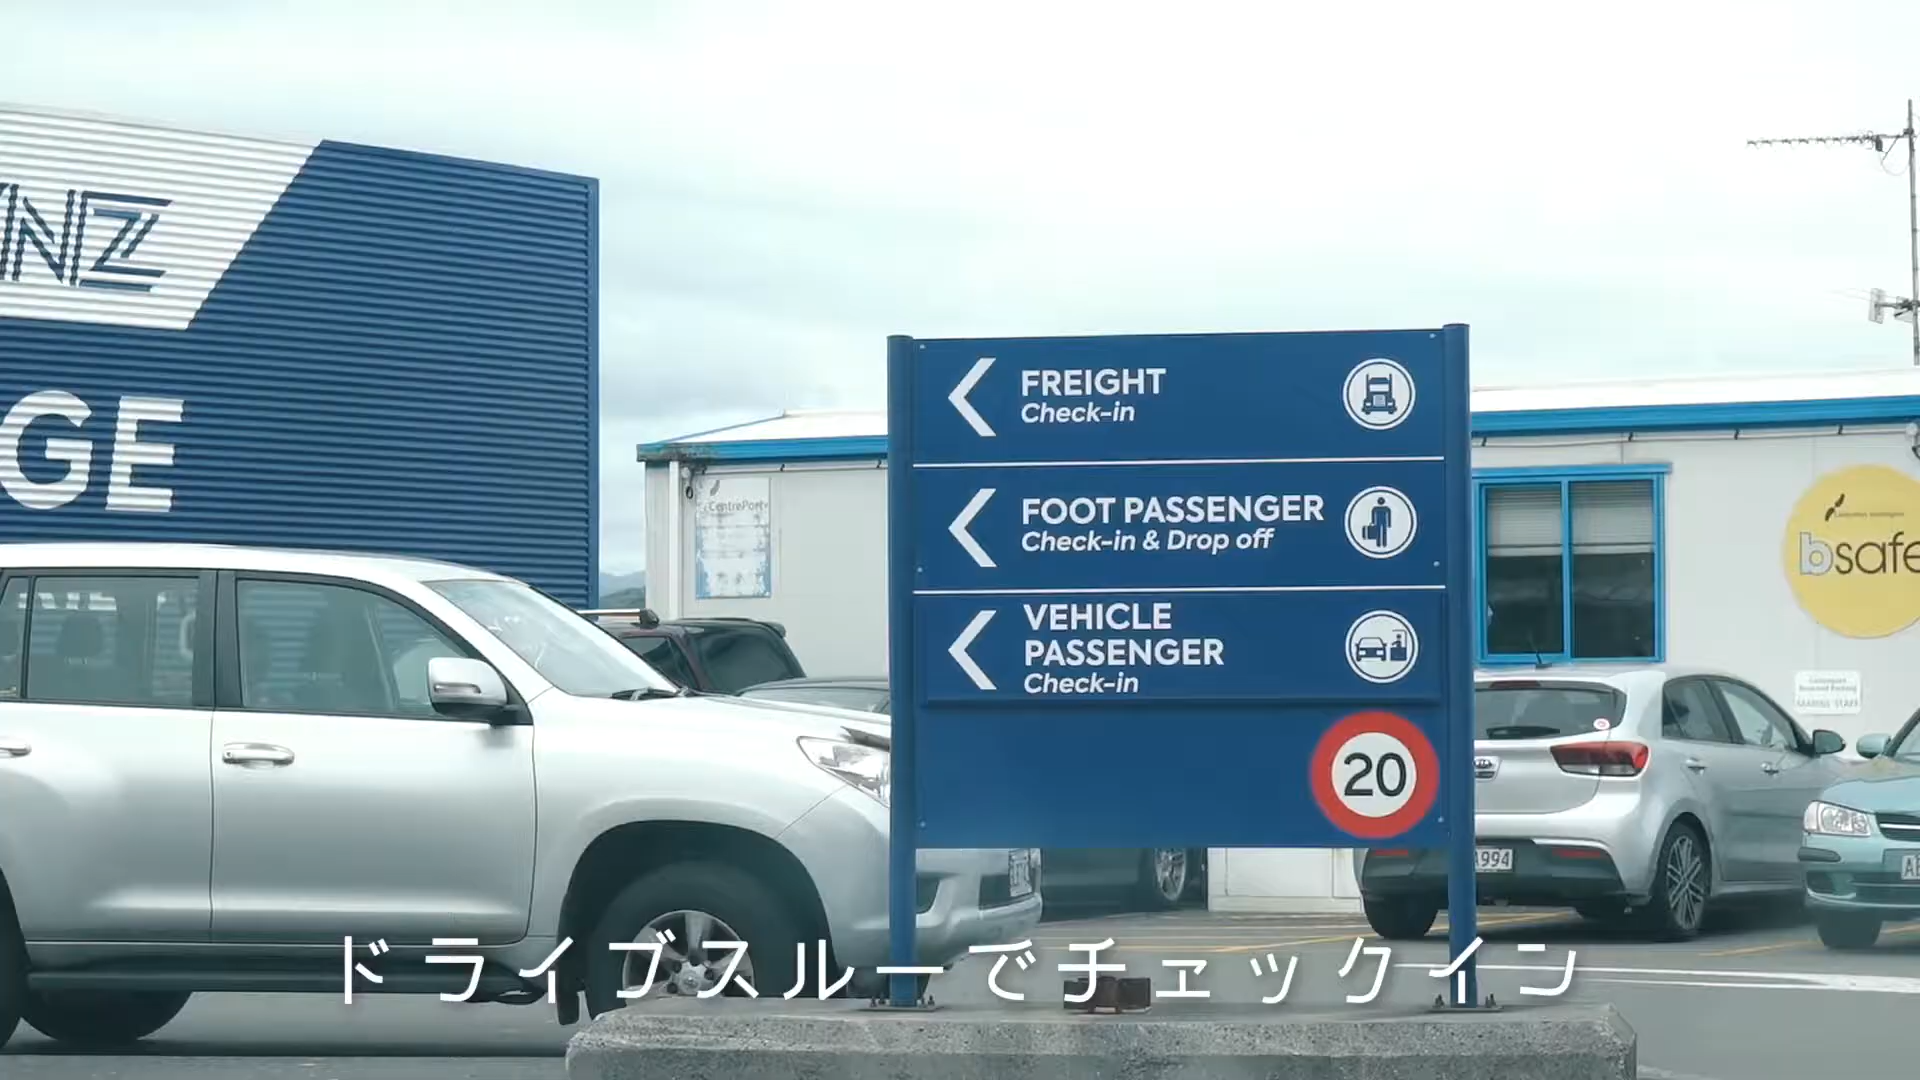 NZ
GE
FREIGHT
Check-in
FOOT PASSENGER
Check-in & Drop off
VEHICLE
PASSENGER
Check-in
20
CentrePort
bsafe
994
ドライブスルーでチェックイン